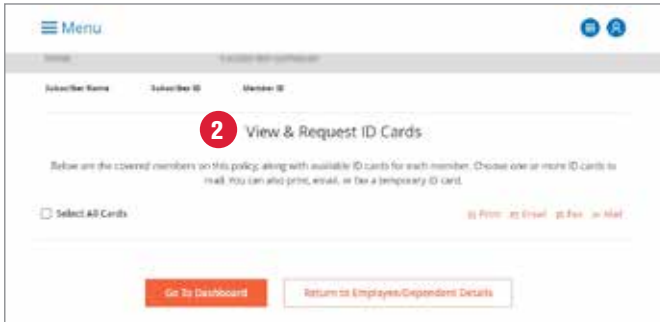 Menu
Subscriber Name Subscriber ID Member ID
2 View & Request ID Cards
Below are the covered members on this policy, along with available ID cards for each member. Choose one or more ID cards to
mail. You can also print, email, or fax a temporary ID card.
Select All Cards Print Email Fax Mail
Go To Dashboard Return to Employee/Dependent Details